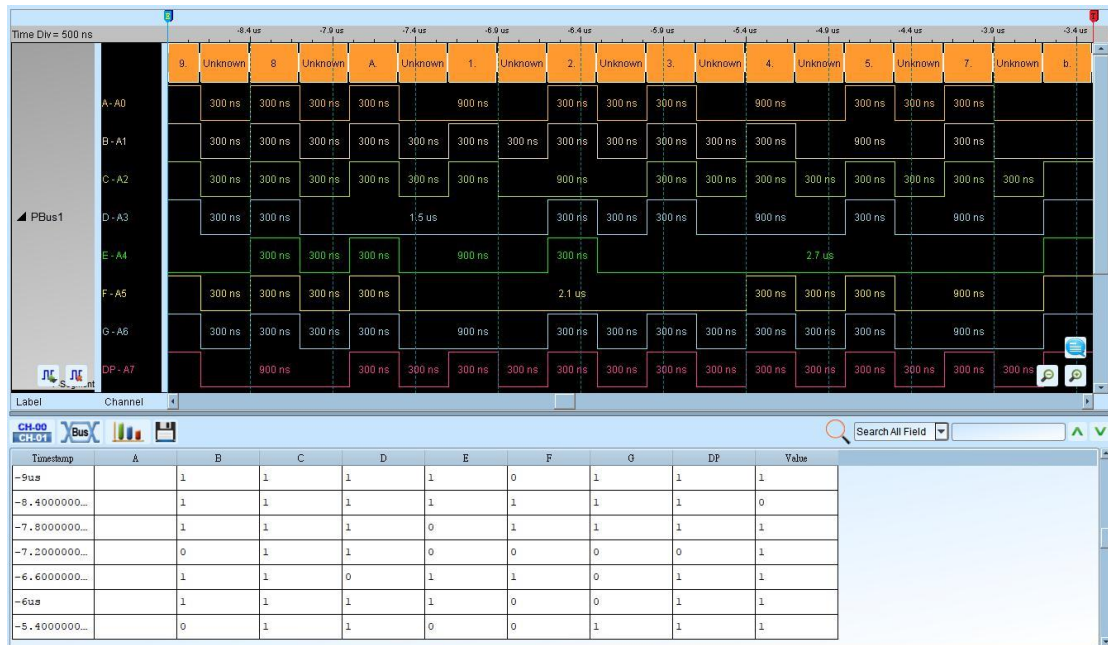 Time Div = 500 ns -8.4 us -7.9 us -7.4 us -6.9 us -6.4 us -5.9 us -5.4 us -4.9 us -4.4 us -3.9 us -3.4 us
9. Unknown 8 Unknown A. Unknown 1. Unknown 2. Unknown 3. Unknown 4. Unknown 5. Unknown 7. Unknown b.
A - A0 300 ns 300 ns 300 ns 300 ns 900 ns 300 ns 300 ns 300 ns 900 ns 300 ns 300 ns 300 ns
B - A1 300 ns 300 ns 300 ns 300 ns 300 ns 300 ns 300 ns 300 ns 300 ns 300 ns 300 ns 300 ns 900 ns 300 ns
C - A2 300 ns 300 ns 300 ns 300 ns 300 ns 300 ns 900 ns 300 ns 300 ns 300 ns 300 ns 300 ns 300 ns 300 ns 300 ns
PBus1 D - A3 300 ns 300 ns 1.5 us 300 ns 300 ns 300 ns 900 ns 300 ns 900 ns
E - A4 300 ns 300 ns 300 ns 900 ns 300 ns 2.7 us
F - A5 300 ns 300 ns 300 ns 300 ns 2.1 us 300 ns 300 ns 300 ns 900 ns
G - A6 300 ns 300 ns 300 ns 300 ns 900 ns 300 ns 300 ns 300 ns 300 ns 300 ns 300 ns 300 ns 900 ns
DP - A7 900 ns 300 ns 300 ns 300 ns 300 ns 300 ns 300 ns 300 ns 300 ns 300 ns 300 ns 300 ns 300 ns 300 ns 300 ns
Label Channel
CH-00 Bus Search All Field
CH-01
Timestamp A B C D E F G DP Value
-9us 1 1 1 1 0 1 1 1
-8.4000000... 1 1 1 1 1 1 1 0
-7.8000000... 1 1 1 0 1 1 1 1
-7.2000000... 0 1 1 0 0 0 0 1
-6.6000000... 1 1 0 1 1 0 1 1
-6us 1 1 1 1 0 0 1 1
-5.4000000... 0 1 1 0 0 1 1 1